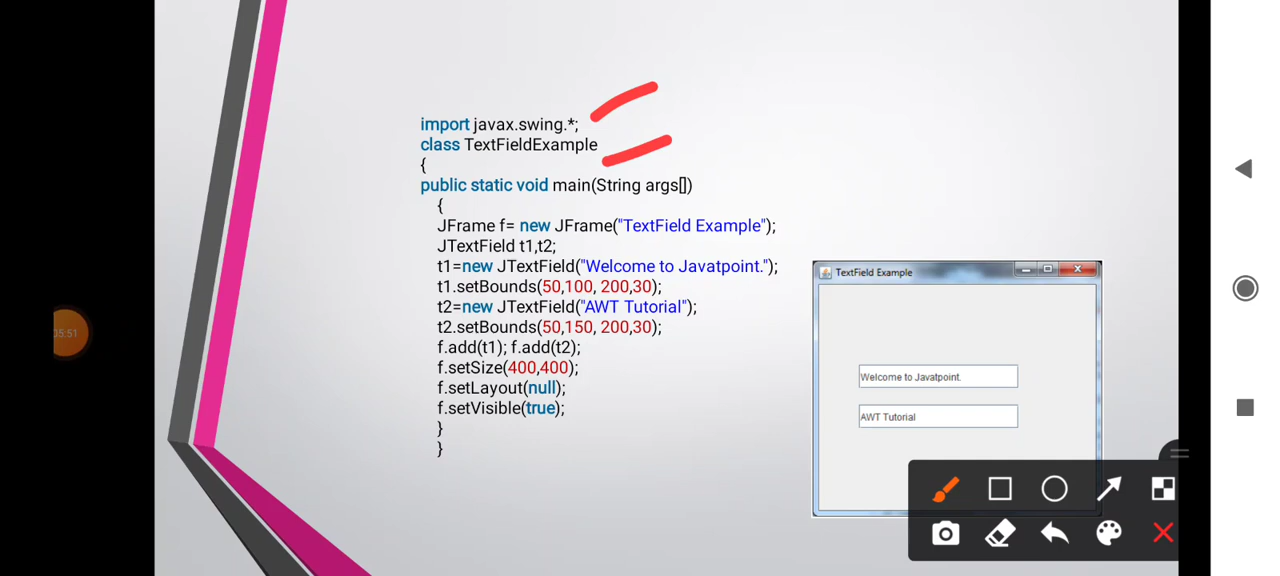 import javax.swing.*;
class TextFieldExample
{
public static void main(String args[])
{
JFrame f= new JFrame("TextField Example");
JTextField t1,t2;
t1=new JTextField("Welcome to Javatpoint.");
t1.setBounds(50,100, 200,30);
t2=new JTextField("AWT Tutorial");
t2.setBounds(50,150, 200,30);
f.add(t1); f.add(t2);
f.setSize(400,400);
f.setLayout(null);
f.setVisible(true);
}
}
TextField Example
Welcome to Javatpoint.
AWT Tutorial
05:51